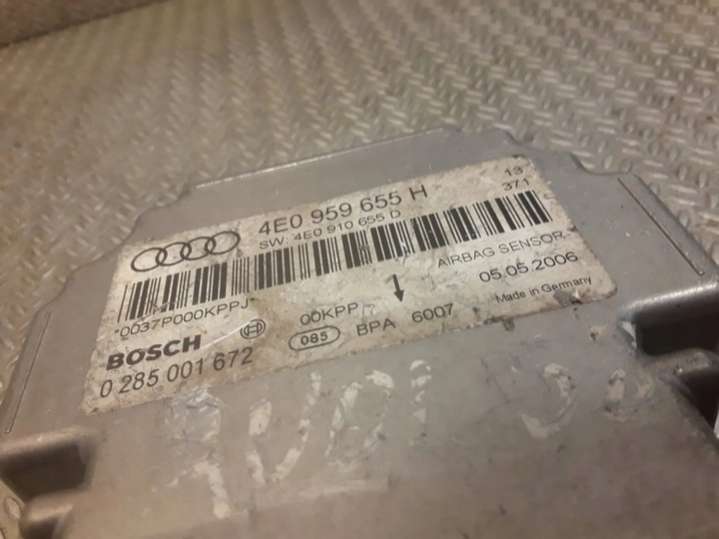 4E0 959 655 H
13
371
SW: 4E0 910 655 D
AIRBAG SENSOR
*0037P000KPPJ
00KPP
05.05.2006
BOSCH
085 BPA 6007
Made in Germany
0 285 001 672